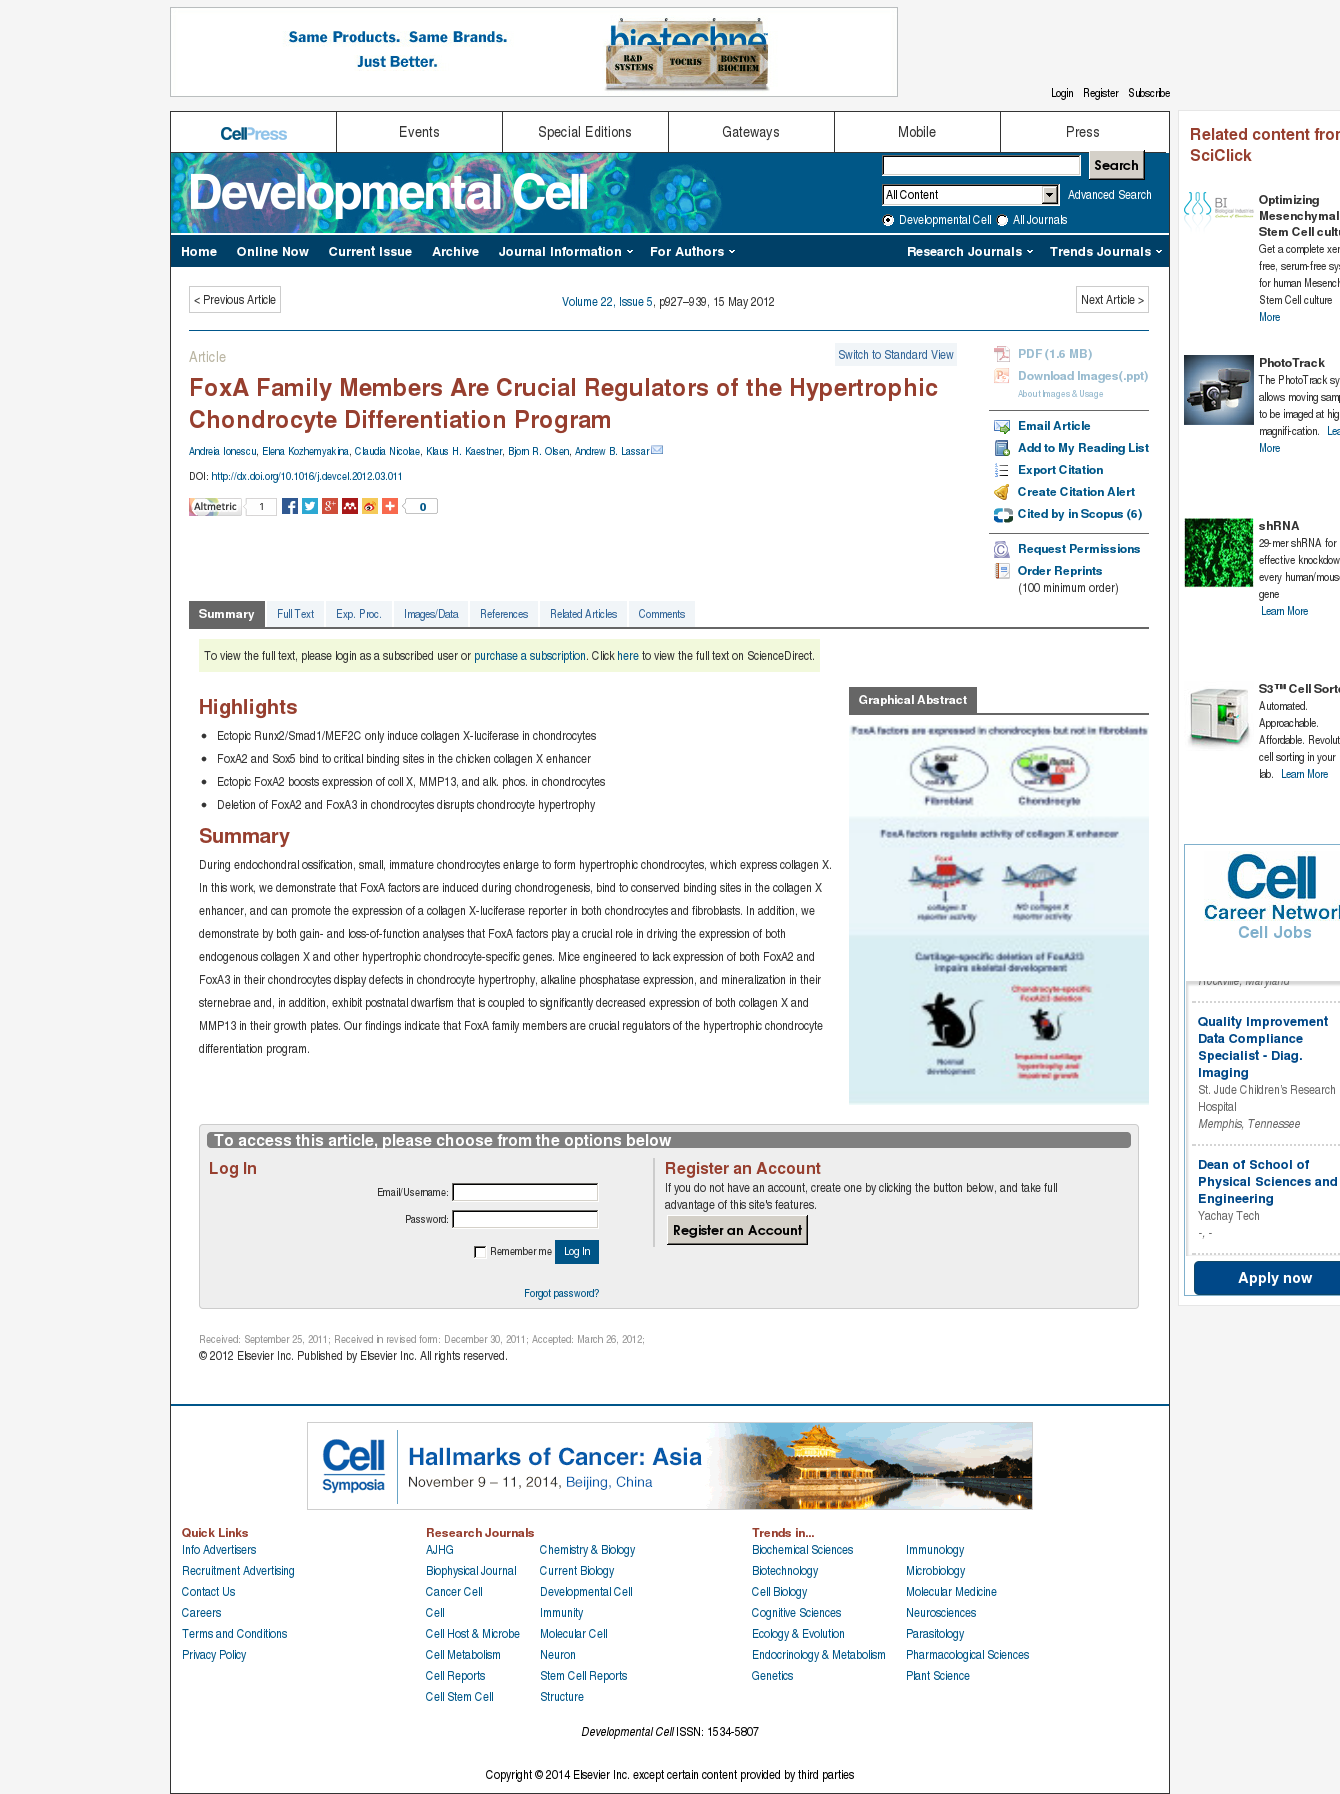 Same Products. Same Brands.
Just Better.
biotechne
R&D SYSTEMS
TOCRIS
BOSTON BIOCHEM
Login Register Subscribe
CellPress
Events
Special Editions
Gateways
Mobile
Press
Developmental Cell
Search
All Content
Advanced Search
Developmental Cell All Journals
Home Online Now Current Issue Archive Journal Information For Authors Research Journals Trends Journals
< Previous Article
Volume 22, Issue 5, p927–939, 15 May 2012
Next Article >
Article
Switch to Standard View
FoxA Family Members Are Crucial Regulators of the Hypertrophic
Chondrocyte Differentiation Program
Andreia Ionescu, Elena Kozhemyakina, Claudia Nicolae, Klaus H. Kaestner, Bjorn R. Olsen, Andrew B. Lassar
DOI: http://dx.doi.org/10.1016/j.devcel.2012.03.011
Altmetric 1
0
PDF (1.6 MB)
Download Images(.ppt)
About Images & Usage
Email Article
Add to My Reading List
Export Citation
Create Citation Alert
Cited by in Scopus (6)
Request Permissions
Order Reprints
(100 minimum order)
Summary Full Text Exp. Proc. Images/Data References Related Articles Comments
To view the full text, please login as a subscribed user or purchase a subscription. Click here to view the full text on ScienceDirect.
Highlights
Ectopic Runx2/Smad1/MEF2C only induce collagen X-luciferase in chondrocytes
FoxA2 and Sox5 bind to critical binding sites in the chicken collagen X enhancer
Ectopic FoxA2 boosts expression of coll X, MMP13, and alk. phos. in chondrocytes
Deletion of FoxA2 and FoxA3 in chondrocytes disrupts chondrocyte hypertrophy
Summary
During endochondral ossification, small, immature chondrocytes enlarge to form hypertrophic chondrocytes, which express collagen X.
In this work, we demonstrate that FoxA factors are induced during chondrogenesis, bind to conserved binding sites in the collagen X
enhancer, and can promote the expression of a collagen X-luciferase reporter in both chondrocytes and fibroblasts. In addition, we
demonstrate by both gain- and loss-of-function analyses that FoxA factors play a crucial role in driving the expression of both
endogenous collagen X and other hypertrophic chondrocyte-specific genes. Mice engineered to lack expression of both FoxA2 and
FoxA3 in their chondrocytes display defects in chondrocyte hypertrophy, alkaline phosphatase expression, and mineralization in their
sternebrae and, in addition, exhibit postnatal dwarfism that is coupled to significantly decreased expression of both collagen X and
MMP13 in their growth plates. Our findings indicate that FoxA family members are crucial regulators of the hypertrophic chondrocyte
differentiation program.
Graphical Abstract
FoxA factors are expressed in chondrocytes but not in fibroblasts
Runx2
Runx2
FoxA
Fibroblast
Chondrocyte
FoxA factors regulate activity of collagen X enhancer
FoxA
collagen X
reporter activity
NO collagen X
reporter activity
Cartilage-specific deletion of FoxA2/3
impairs skeletal development
Chondrocyte-specific
FoxA2/3 deletion
Normal
development
Impaired cartilage
hypertrophy and
impaired growth
To access this article, please choose from the options below
Log In
Email/Username:
Password:
Remember me Log In
Forgot password?
Register an Account
If you do not have an account, create one by clicking the button below, and take full
advantage of this site's features.
Register an Account
Received: September 25, 2011; Received in revised form: December 30, 2011; Accepted: March 26, 2012;
© 2012 Elsevier Inc. Published by Elsevier Inc. All rights reserved.
Cell
Symposia
Hallmarks of Cancer: Asia
November 9 – 11, 2014, Beijing, China
Quick Links
Info Advertisers
Recruitment Advertising
Contact Us
Careers
Terms and Conditions
Privacy Policy
Research Journals
AJHG
Biophysical Journal
Cancer Cell
Cell
Cell Host & Microbe
Cell Metabolism
Cell Reports
Cell Stem Cell
Chemistry & Biology
Current Biology
Developmental Cell
Immunity
Molecular Cell
Neuron
Stem Cell Reports
Structure
Trends in...
Biochemical Sciences
Biotechnology
Cell Biology
Cognitive Sciences
Ecology & Evolution
Endocrinology & Metabolism
Genetics
Immunology
Microbiology
Molecular Medicine
Neurosciences
Parasitology
Pharmacological Sciences
Plant Science
Developmental Cell ISSN: 1534-5807
Copyright © 2014 Elsevier Inc. except certain content provided by third parties
Related content from
SciClick
BI
Optimizing
Mesenchymal
Stem Cell
Get a complete
free, serum-free
for human
Stem Cell culture
More
PhotoTrack
The PhotoTrack
allows moving
to be imaged at
magnifi-cation.
More
shRNA
29-mer shRNA for
effective
every human/mouse
gene
Learn More
S3™ Cell
Automated.
Approachable.
Affordable.
cell sorting in your
lab. Learn More
Cell
Career Network
Cell Jobs
Rockville, Maryland
Quality Improvement
Data Compliance
Specialist - Diag.
Imaging
St. Jude Children's Research
Hospital
Memphis, Tennessee
Dean of School of
Physical Sciences and
Engineering
Yachay Tech
-, -
Apply now